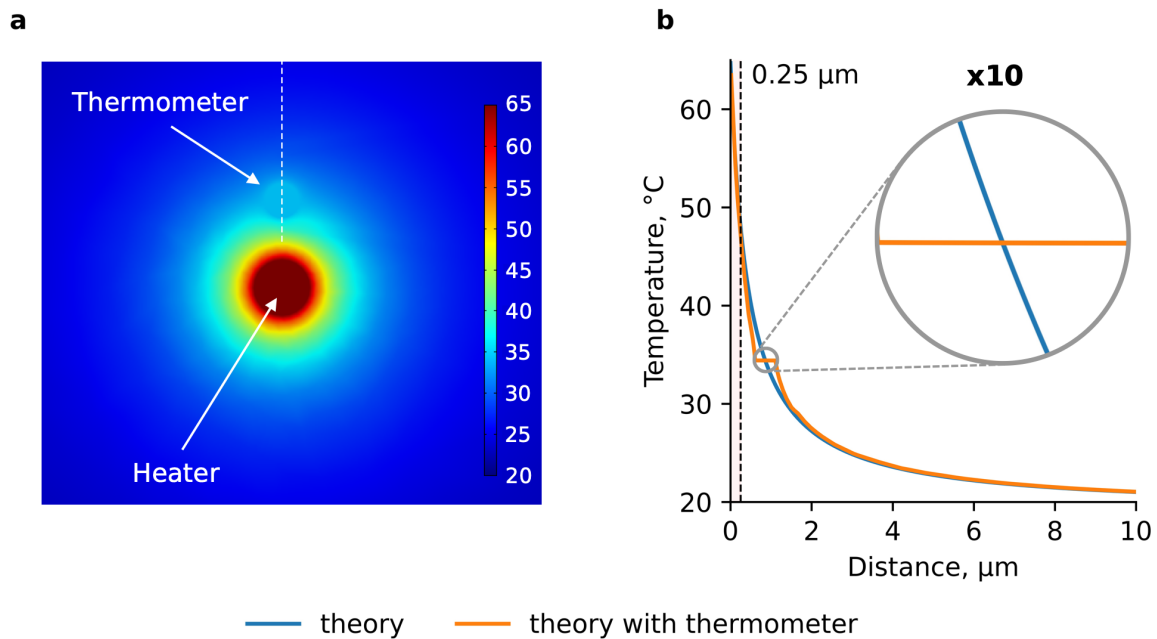 a
Thermometer
Heater
65
60
55
50
45
40
35
30
25
20
b
0.25 μm
x10
Temperature, °C
60
50
40
30
20
0
2
4
6
8
10
Distance, μm
theory
theory with thermometer